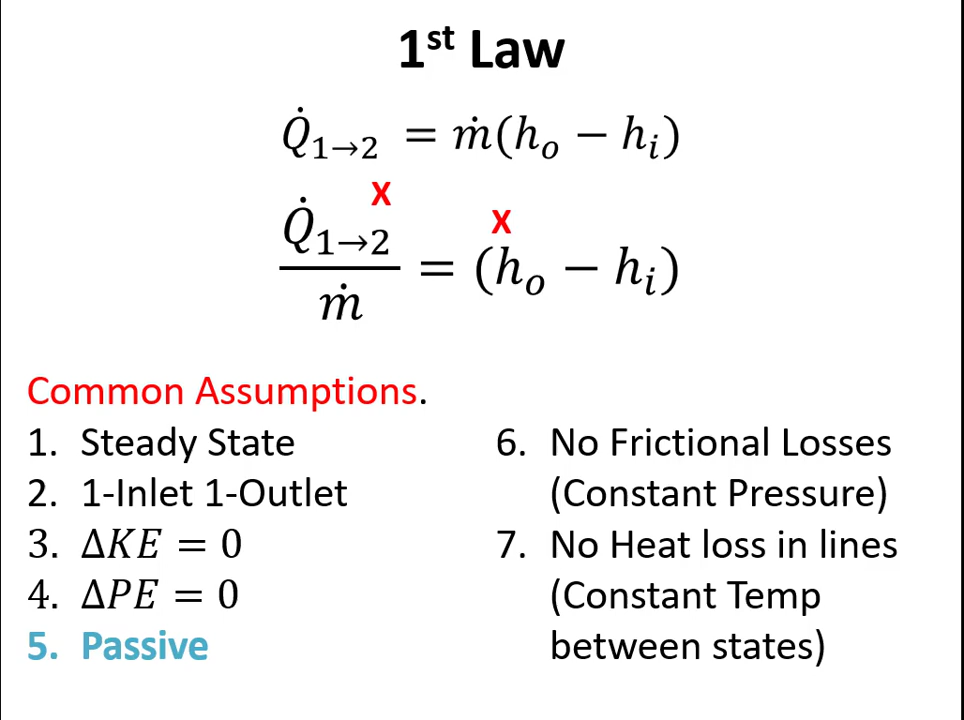 1st Law
Q̇₁→₂ = ṁ(hₒ − hᵢ)
X
X
Q̇₁→₂
ṁ
= (hₒ − hᵢ)
Common Assumptions.
1. Steady State
2. 1-Inlet 1-Outlet
3. ΔKE = 0
4. ΔPE = 0
5. Passive
6. No Frictional Losses
(Constant Pressure)
7. No Heat loss in lines
(Constant Temp
between states)